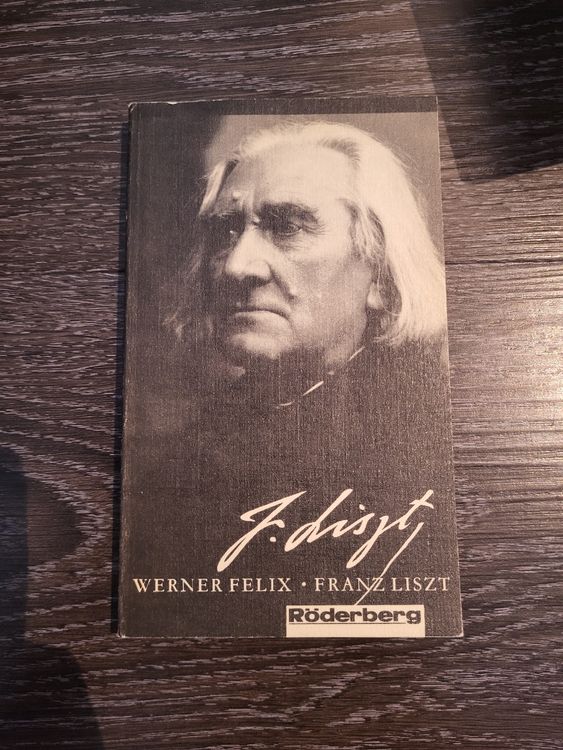 F. Liszt
WERNER FELIX · FRANZ LISZT
Röderberg